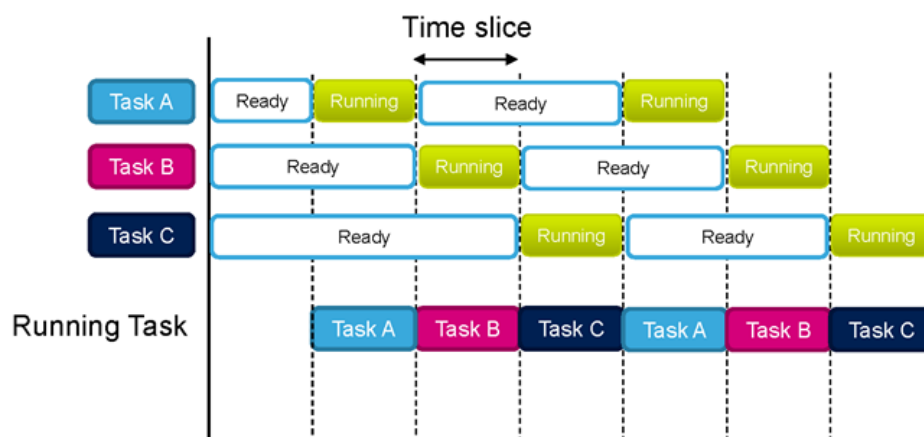 Time slice
Task A Ready Running Ready Running
Task B Ready Running Ready Running
Task C Ready Running Ready Running
Running Task Task A Task B Task C Task A Task B Task C